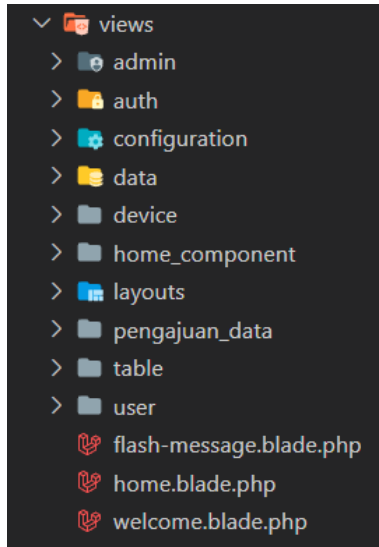 views
admin
auth
configuration
data
device
home_component
layouts
pengajuan_data
table
user
flash-message.blade.php
home.blade.php
welcome.blade.php